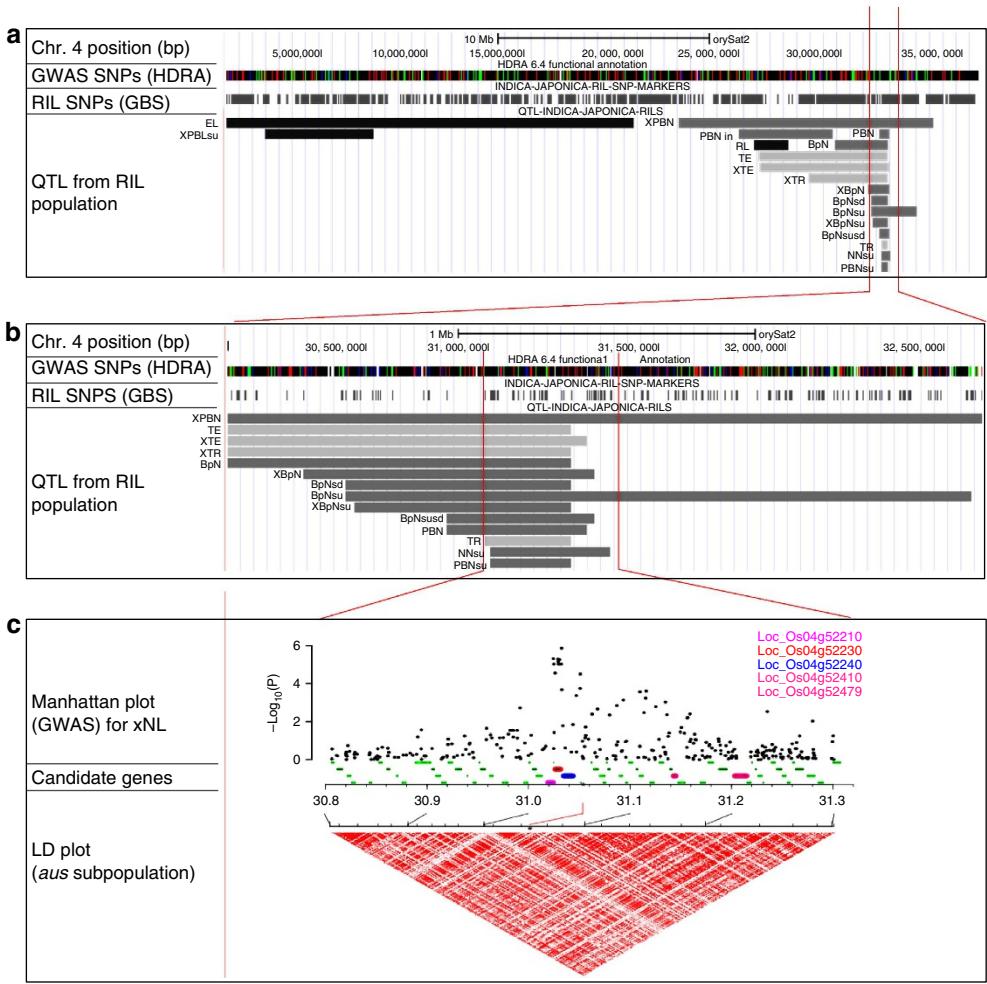 a
Chr. 4 position (bp)
10 Mb orySat2
5,000,000l 10,000,000l 15,000,000l 20,000,000l 25, 000,000l 30,000,000l 35, 000,000l
HDRA 6.4 functional annotation
GWAS SNPs (HDRA)
INDICA-JAPONICA-RIL-SNP-MARKERS
RIL SNPs (GBS)
QTL-INDICA-JAPONICA-RILS
QTL from RIL
population
EL XPBN
XPBLsu PBN in PBN
RL BpN
TE
XTE
XTR
XBpN
BpNsd
BpNsu
XBpNsu
BpNsusd
TR
NNsu
PBNsu
b
Chr. 4 position (bp)
1 Mb orySat2
30, 500,000l 31,000, 000l 31,500,000l 32,000,000l 32, 500,000l
HDRA 6.4 functiona1 Annotation
GWAS SNPs (HDRA)
INDICA-JAPONICA-RIL-SNP-MARKERS
RIL SNPS (GBS)
QTL-INDICA-JAPONICA-RILS
QTL from RIL
population
XPBN
TE
XTE
XTR
BpN
XBpN
BpNsd
BpNsu
XBpNsu
BpNsusd
PBN
TR
NNsu
PBNsu
c
Manhattan plot
(GWAS) for xNL
−Log10(P)
6
4
2
0
Loc_Os04g52210
Loc_Os04g52230
Loc_Os04g52240
Loc_Os04g52410
Loc_Os04g52479
Candidate genes
30.8 30.9 31.0 31.1 31.2 31.3
LD plot
(aus subpopulation)